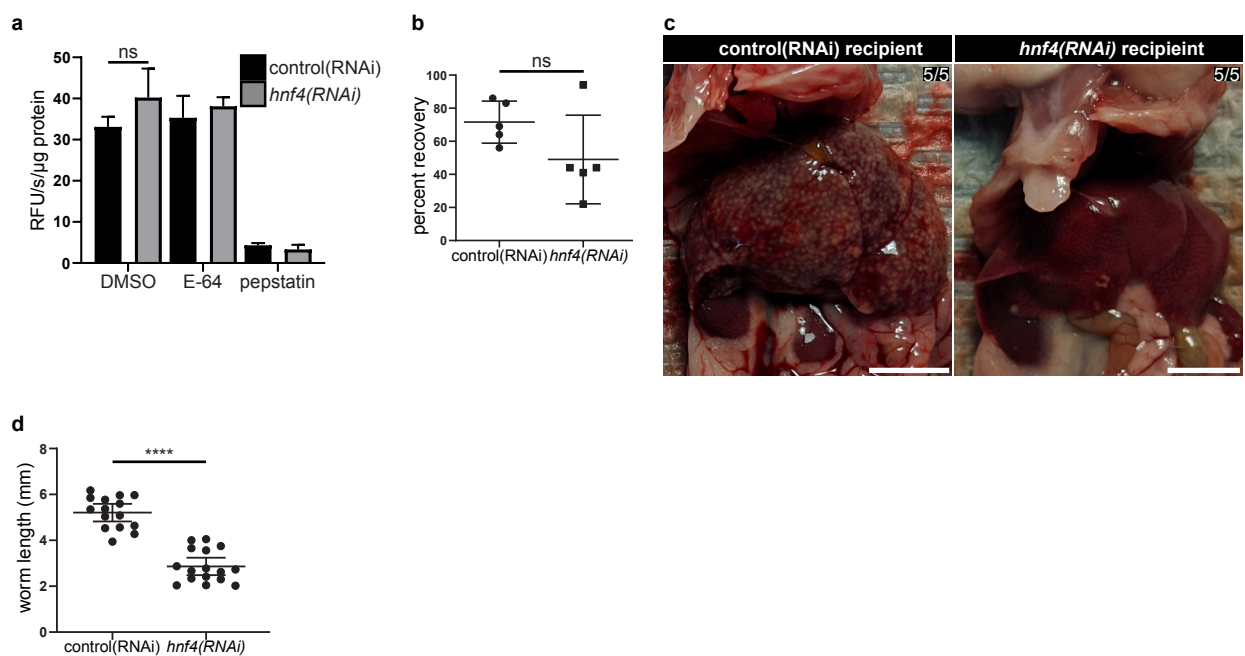 a
ns
control(RNAi)
hnf4(RNAi)
RFU/s/µg protein
50
40
30
20
10
0
DMSO E-64 pepstatin
b
ns
percent recovery
100
80
60
40
20
0
control(RNAi) hnf4(RNAi)
c
control(RNAi) recipient
5/5
hnf4(RNAi) recipieint
5/5
d
****
worm length (mm)
8
6
4
2
0
control(RNAi) hnf4(RNAi)